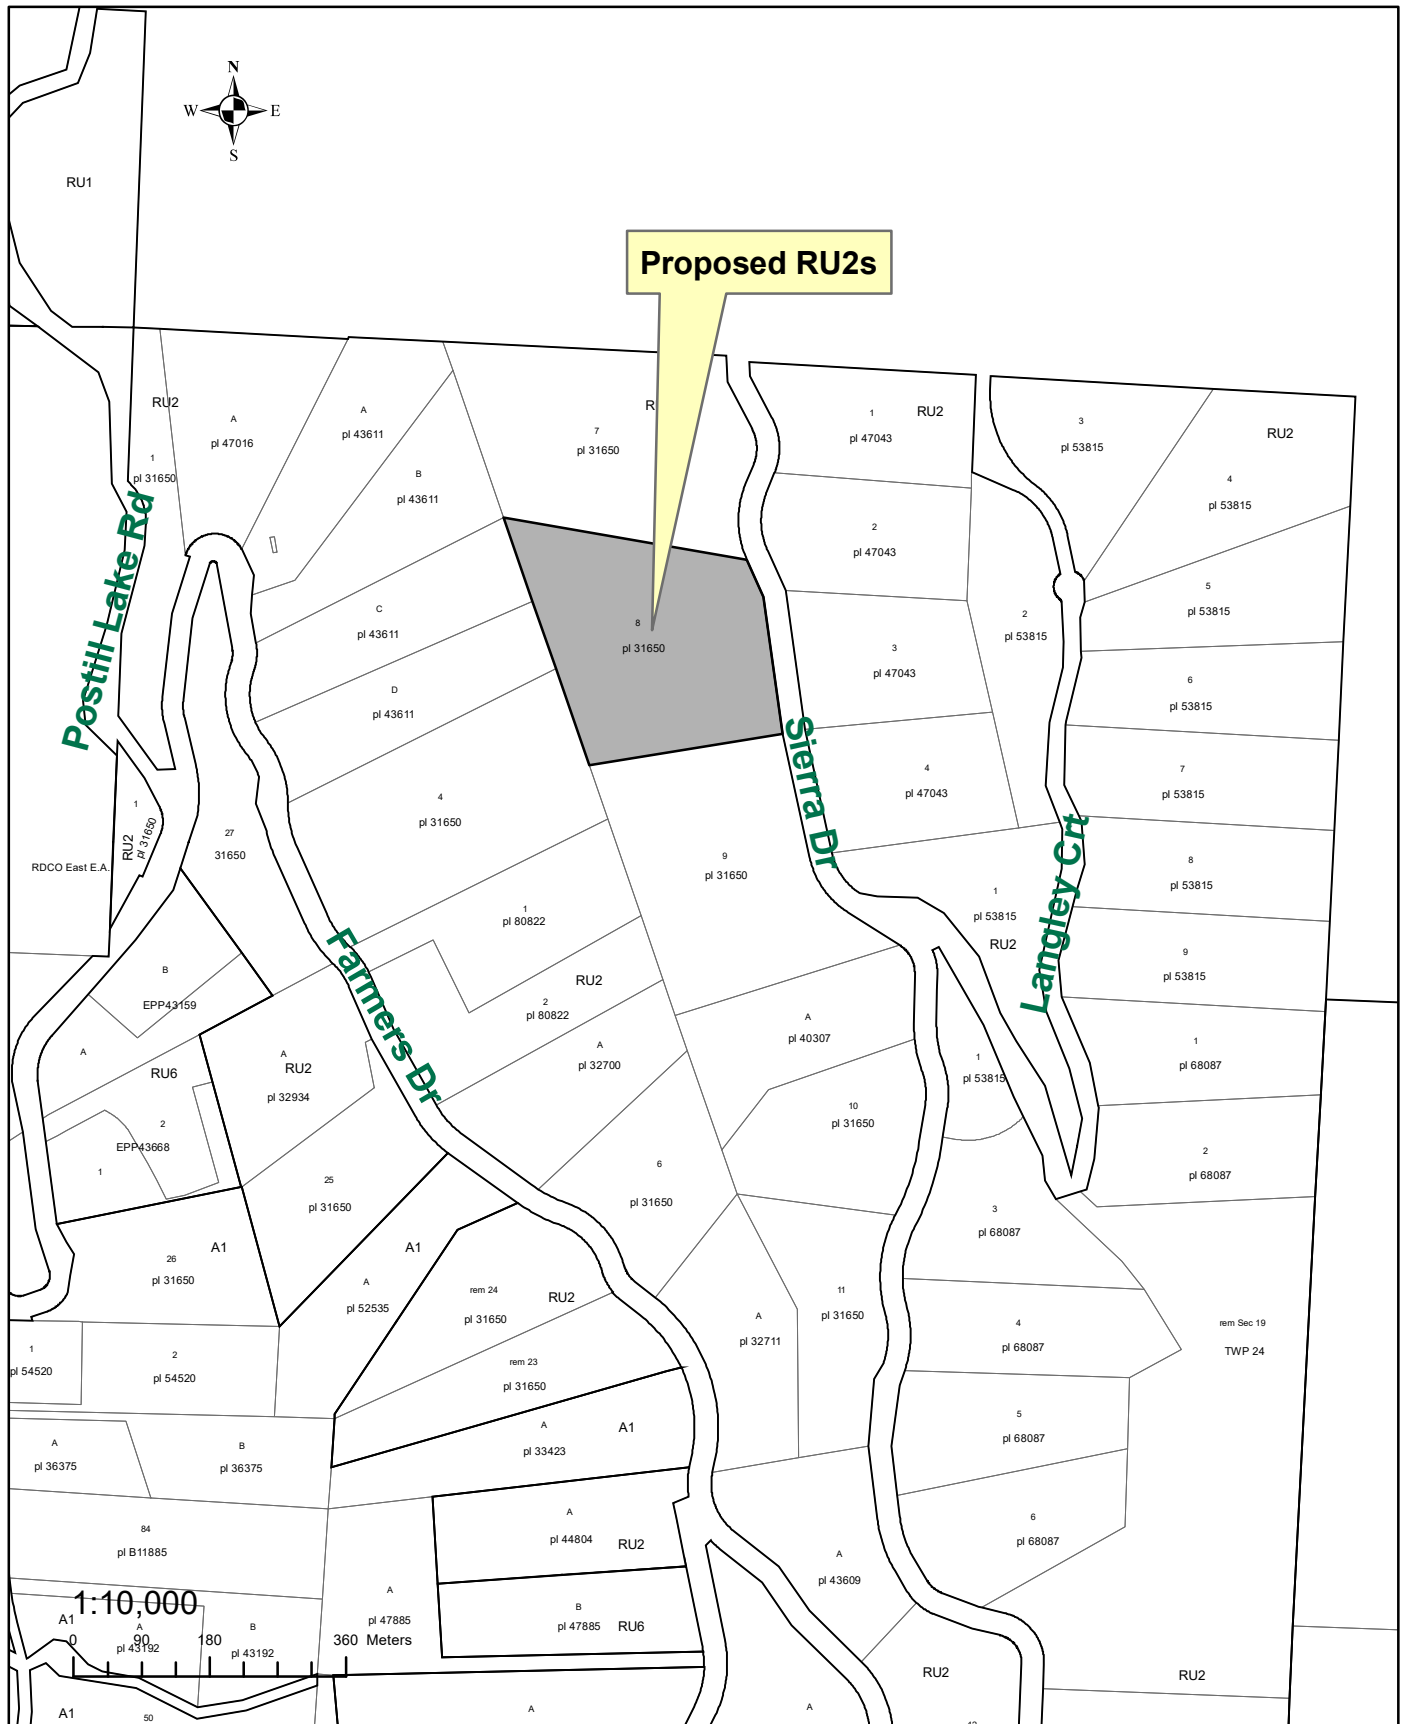 N
W E
S
RU1
Proposed RU2s
RU2
A
pl 47016
A
pl 43611
B
pl 43611
1
pl 31650
7
pl 31650
R
1
pl 47043
RU2
3
pl 53815
RU2
4
pl 53815
2
pl 47043
5
pl 53815
C
pl 43611
8
pl 31650
2
pl 53815
3
pl 47043
D
pl 43611
6
pl 53815
Postill Lake Rd
Sierra Dr
4
pl 47043
7
pl 53815
4
pl 31650
1
pl 31650
RU2
27
31650
RDCO East E.A.
9
pl 31650
8
pl 53815
1
pl 53815
RU2
Langley Crt
1
pl 80822
Farmers Dr
9
pl 53815
B
EPP43159
RU2
2
pl 80822
A
pl 40307
A
RU6
A
RU2
pl 32934
A
pl 32700
1
pl 53815
1
pl 68087
10
pl 31650
2
EPP43668
1
2
pl 68087
25
pl 31650
6
pl 31650
3
pl 68087
26
pl 31650
A1
A1
A
pl 52535
rem 24
pl 31650
RU2
11
pl 31650
A
pl 32711
4
pl 68087
rem Sec 19
TWP 24
1
pl 54520
2
pl 54520
rem 23
pl 31650
A
pl 33423
A1
5
pl 68087
A
pl 36375
B
pl 36375
84
pl B11885
A
pl 44804
RU2
6
pl 68087
A
pl 43609
1:10,000
A
pl 47885
B
pl 47885
RU6
A1
A
pl 43192
B
pl 43192
0 90 180 360 Meters
RU2
RU2
A1
50
A
A